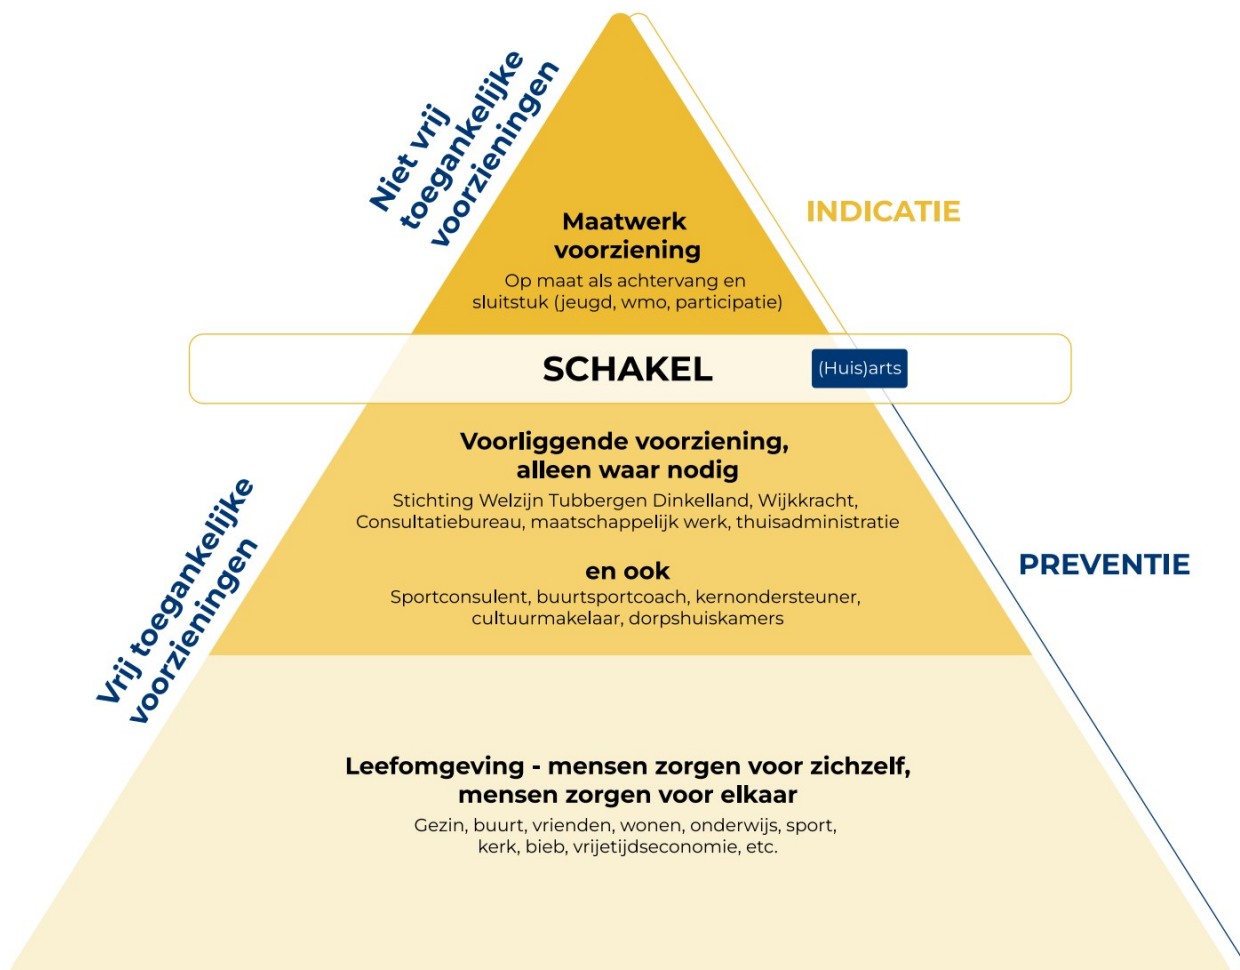 Niet vrij
toegankelijke
voorzieningen
INDICATIE
Maatwerk
voorziening
Op maat als achtervang en
sluitstuk (jeugd, wmo, participatie)
SCHAKEL
(Huis)arts
Voorliggende voorziening,
alleen waar nodig
Stichting Welzijn Tubbergen Dinkelland, Wijkkracht,
Consultatiebureau, maatschappelijk werk, thuisadministratie
en ook
Sportconsulent, buurtsportcoach, kernondersteuner,
cultuurmakelaar, dorpshuiskamers
Vrij toegankelijke
voorzieningen
PREVENTIE
Leefomgeving - mensen zorgen voor zichzelf,
mensen zorgen voor elkaar
Gezin, buurt, vrienden, wonen, onderwijs, sport,
kerk, bieb, vrijetijdseconomie, etc.